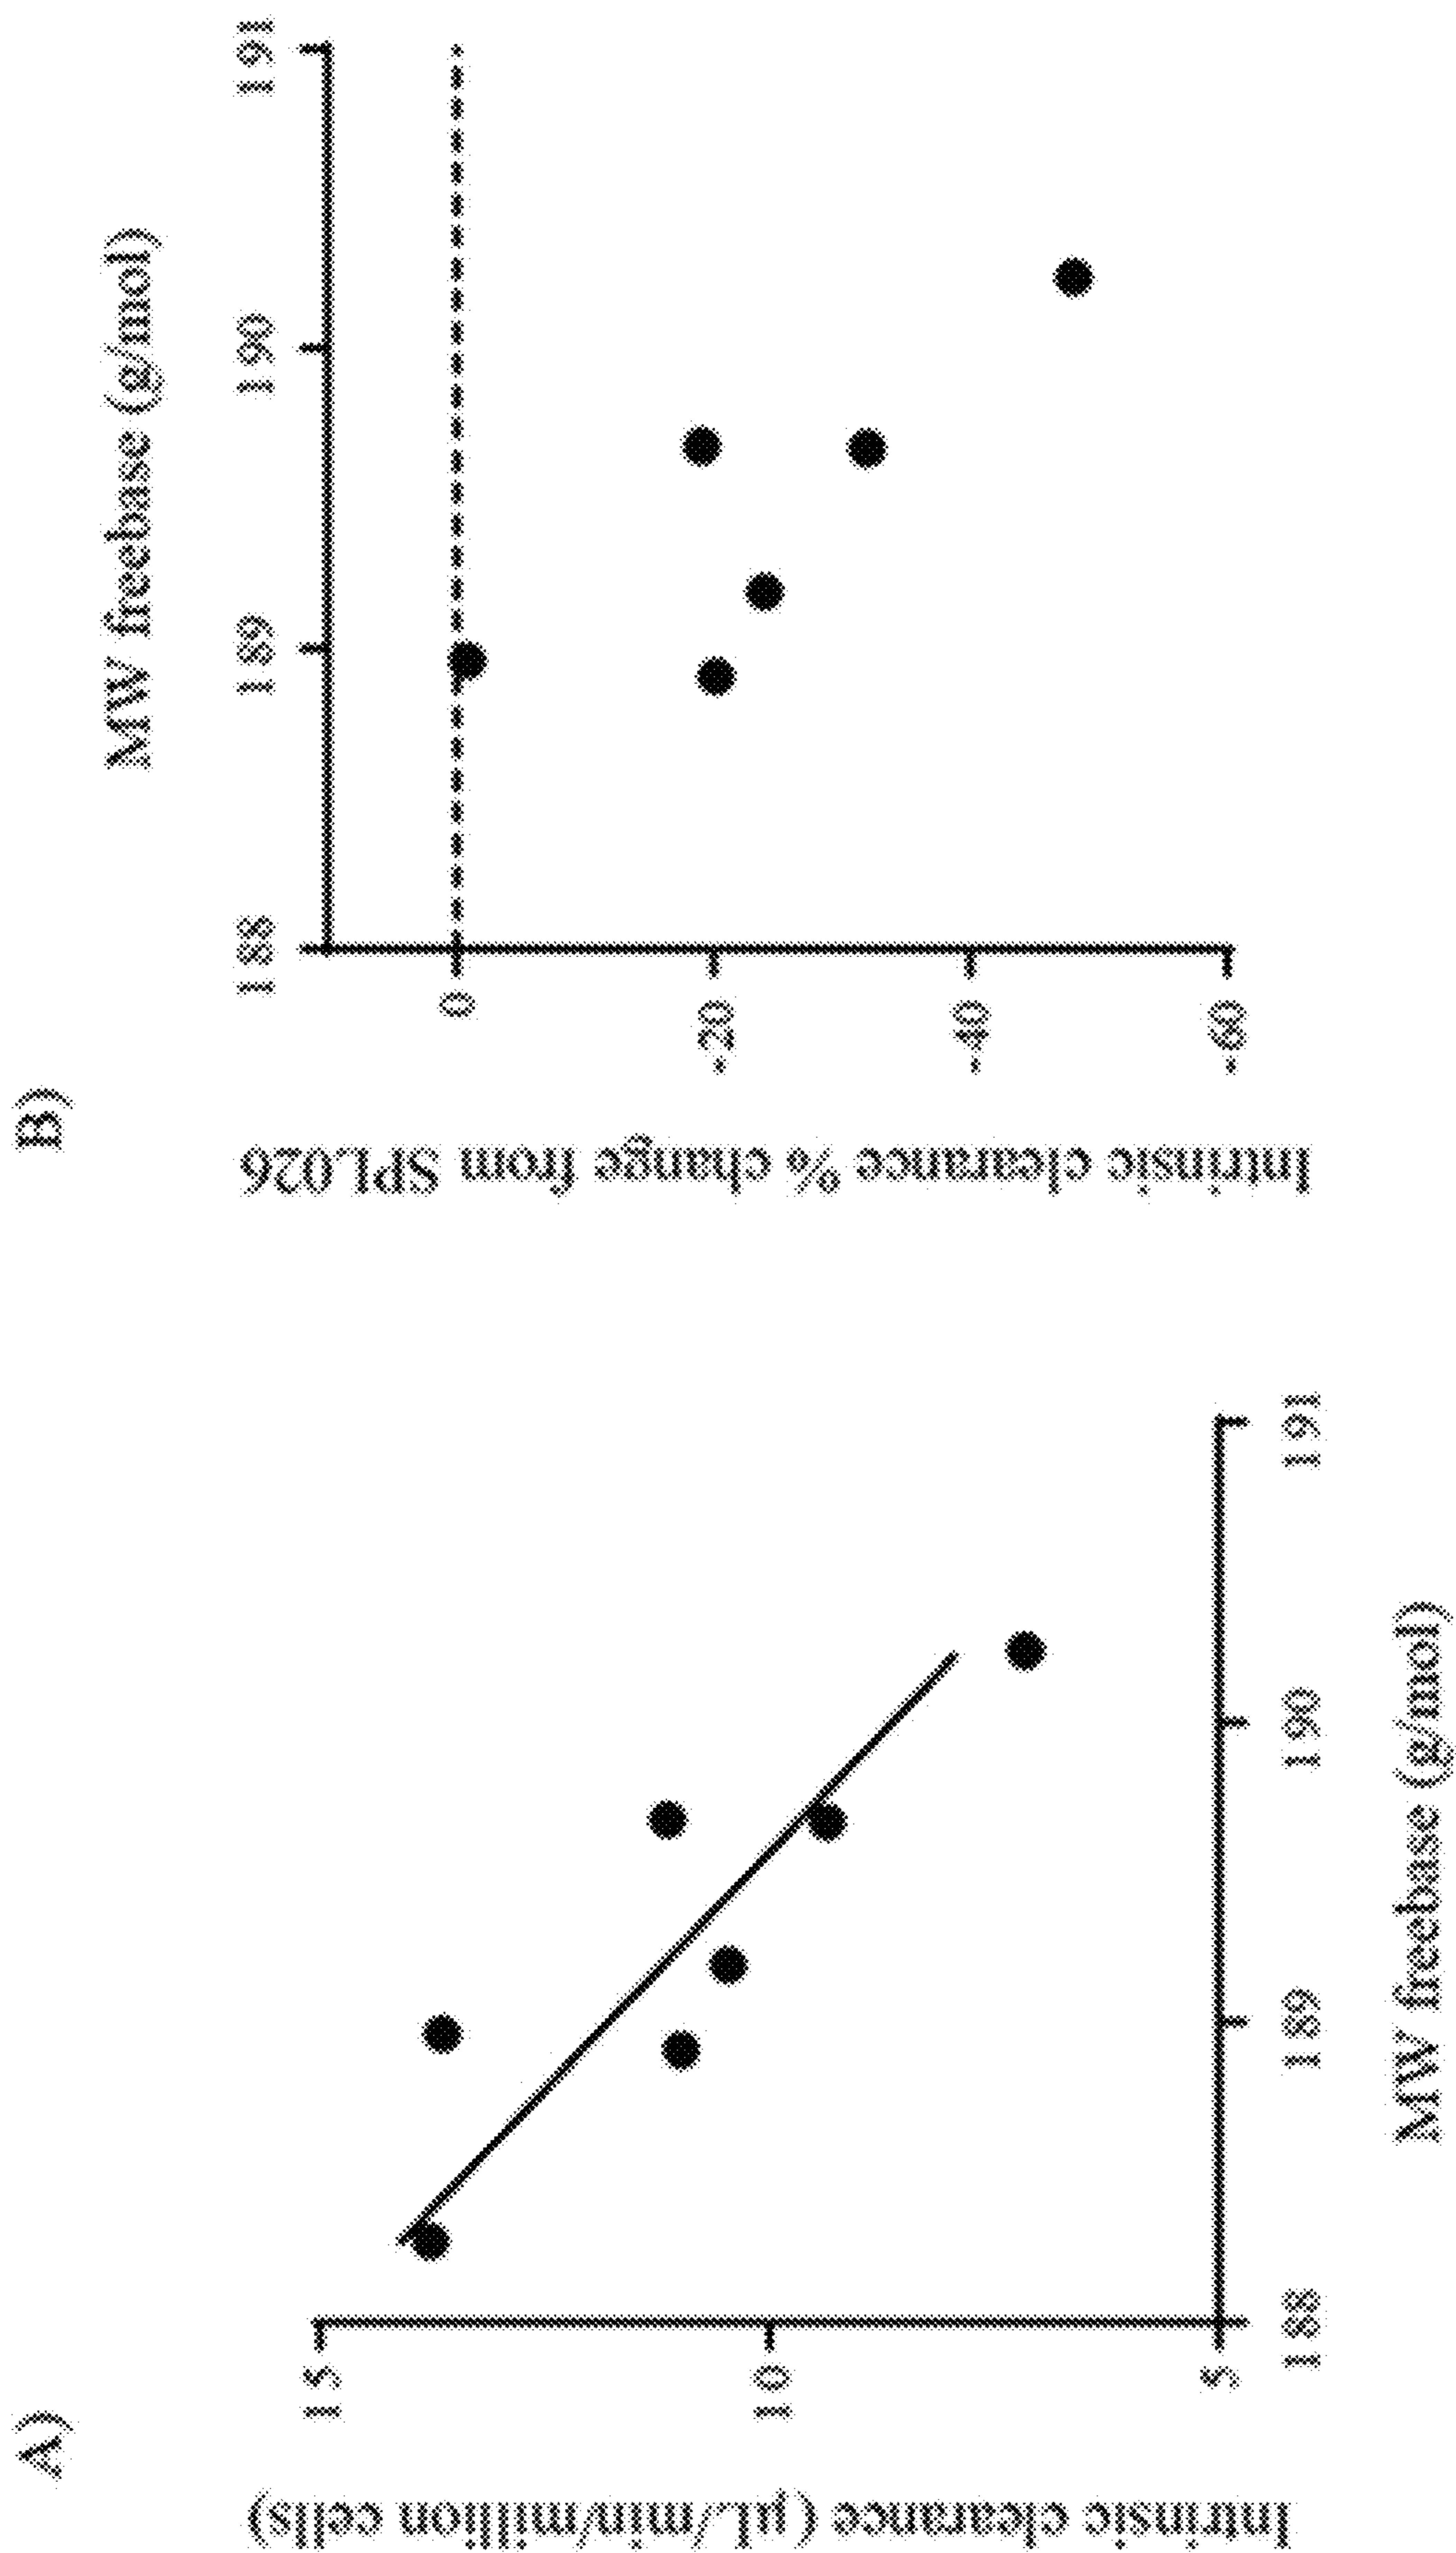 A)
Intrinsic clearance (µL/min/million cells)
15
10
5
188
189
190
191
MW freebase (g/mol)
B)
MW freebase (g/mol)
188
189
190
191
Intrinsic clearance % change from SPL026
0
-20
-40
-60